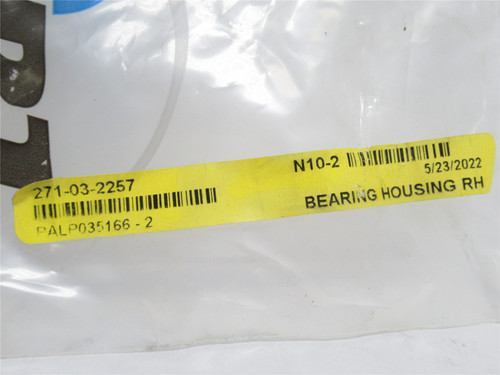 271-03-2257
PALP035166 - 2
N10-2
5/23/2022
BEARING HOUSING RH